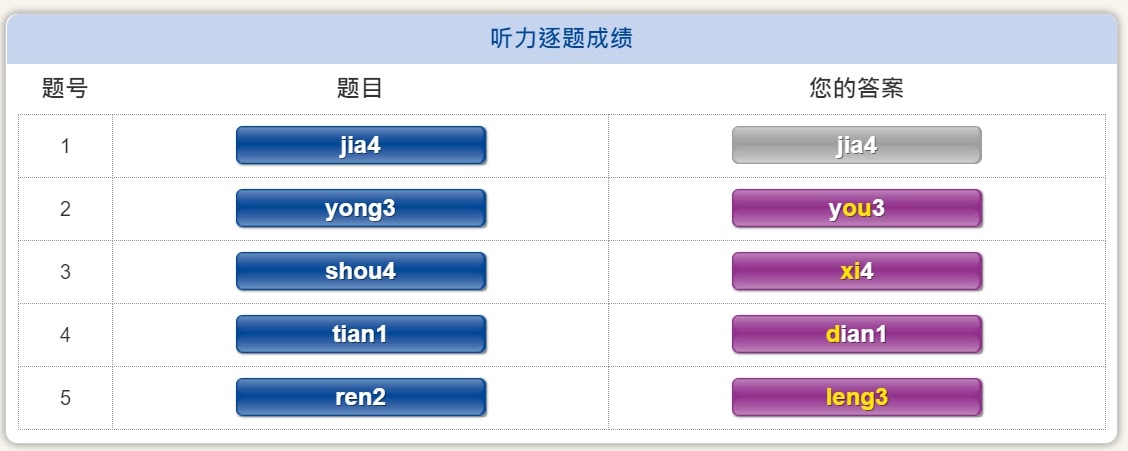 听力逐题成绩
题号 题目 您的答案
1 jia4 jia4
2 yong3 you3
3 shou4 xi4
4 tian1 dian1
5 ren2 leng3